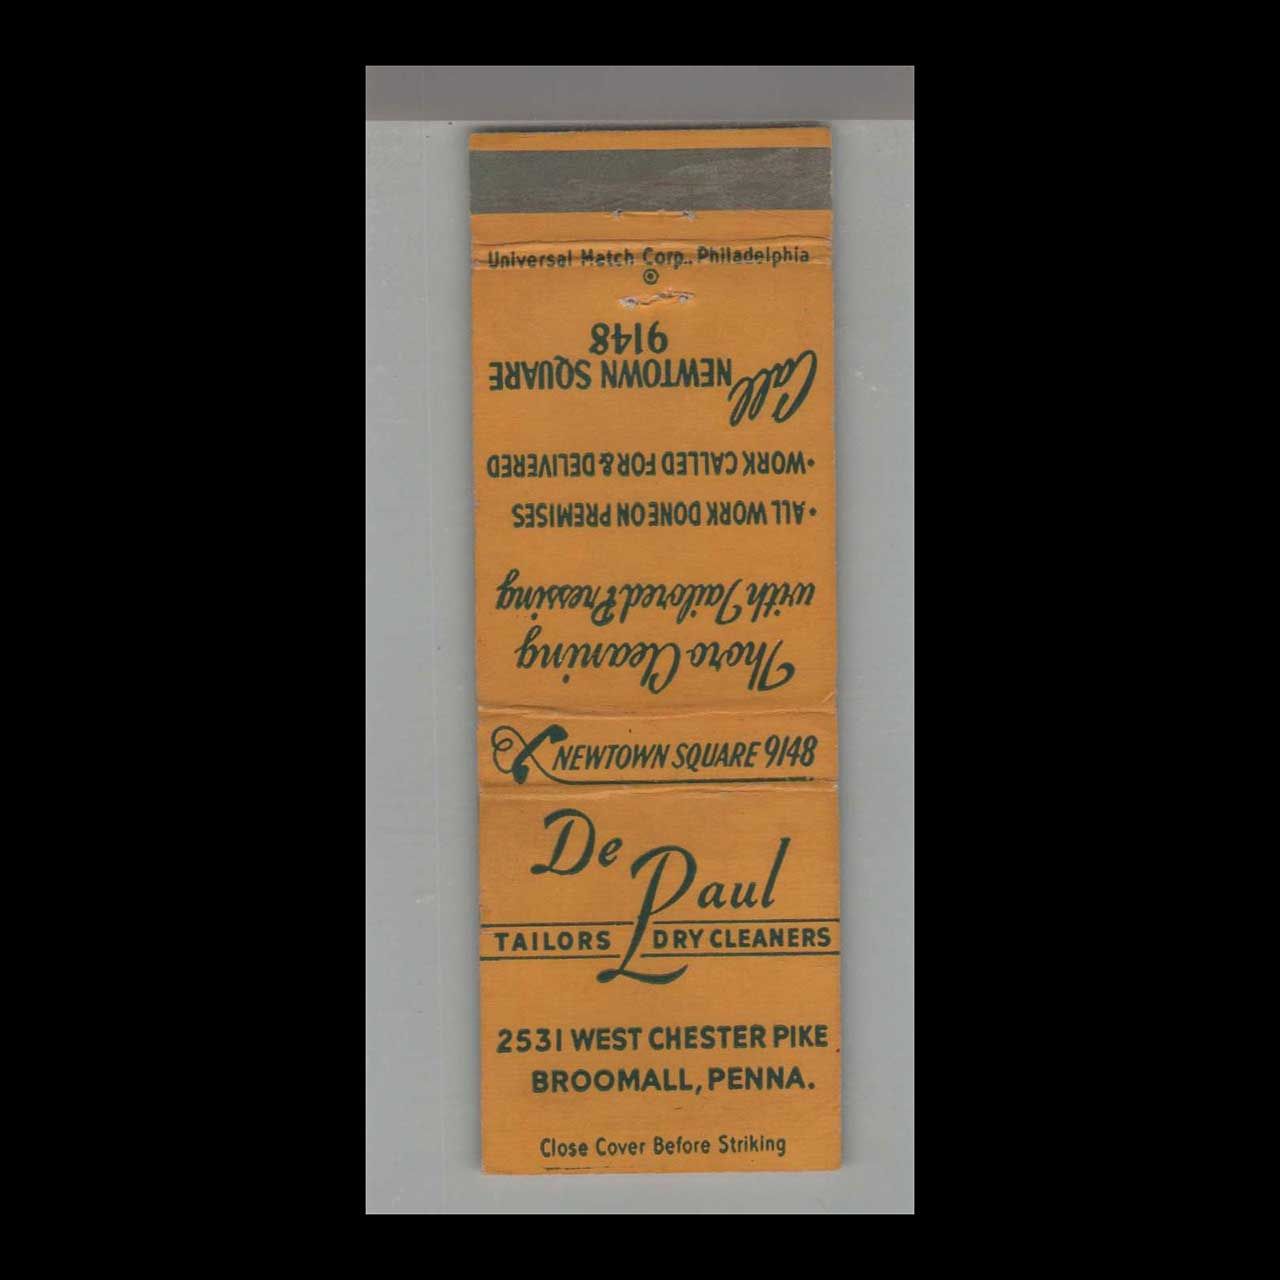 Universal Match Corp., Philadelphia
Thoro Cleaning
with Tailored Pressing
• ALL WORK DONE ON PREMISES
• WORK CALLED FOR & DELIVERED
Call NEWTOWN SQUARE
9148
NEWTOWN SQUARE 9148
De Paul
TAILORS DRY CLEANERS
2531 WEST CHESTER PIKE
BROOMALL, PENNA.
Close Cover Before Striking